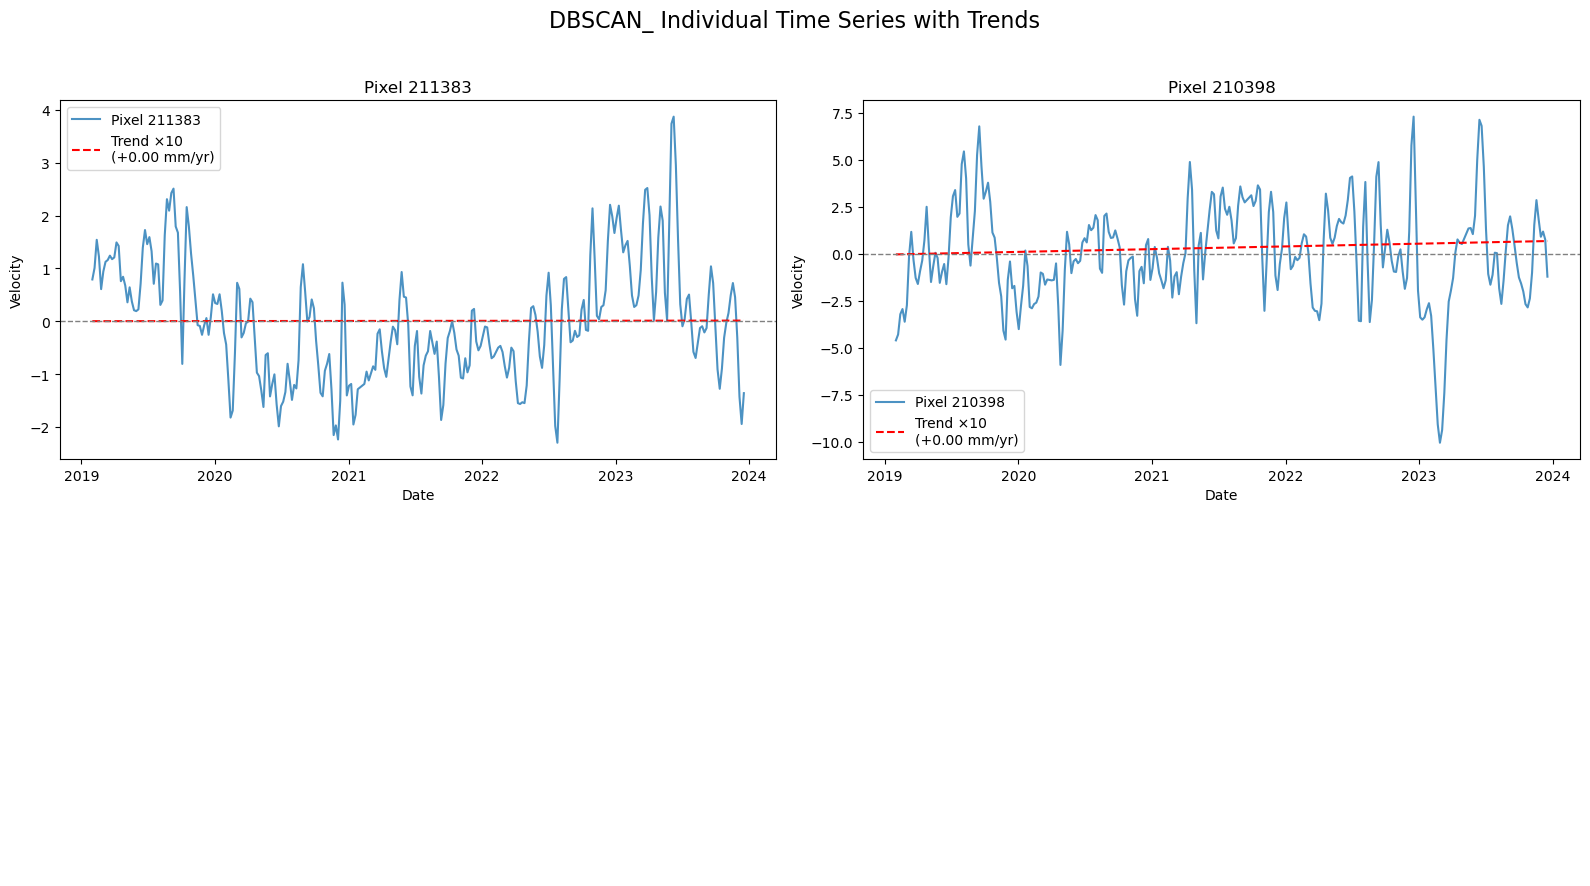 DBSCAN_ Individual Time Series with Trends
Pixel 211383
4
3
2
1
0
−1
−2
Velocity
Pixel 211383
Trend ×10
(+0.00 mm/yr)
2019
2020
2021
2022
2023
2024
Date
Pixel 210398
7.5
5.0
2.5
0.0
−2.5
−5.0
−7.5
−10.0
Velocity
Pixel 210398
Trend ×10
(+0.00 mm/yr)
2019
2020
2021
2022
2023
2024
Date